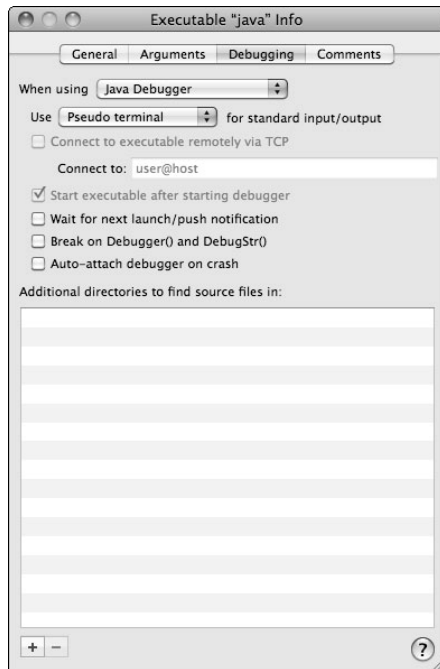 Executable “java” Info
General Arguments Debugging Comments
When using Java Debugger
Use Pseudo terminal for standard input/output
Connect to executable remotely via TCP
Connect to: user@host
Start executable after starting debugger
Wait for next launch/push notification
Break on Debugger() and DebugStr()
Auto-attach debugger on crash
Additional directories to find source files in:
+ − ?